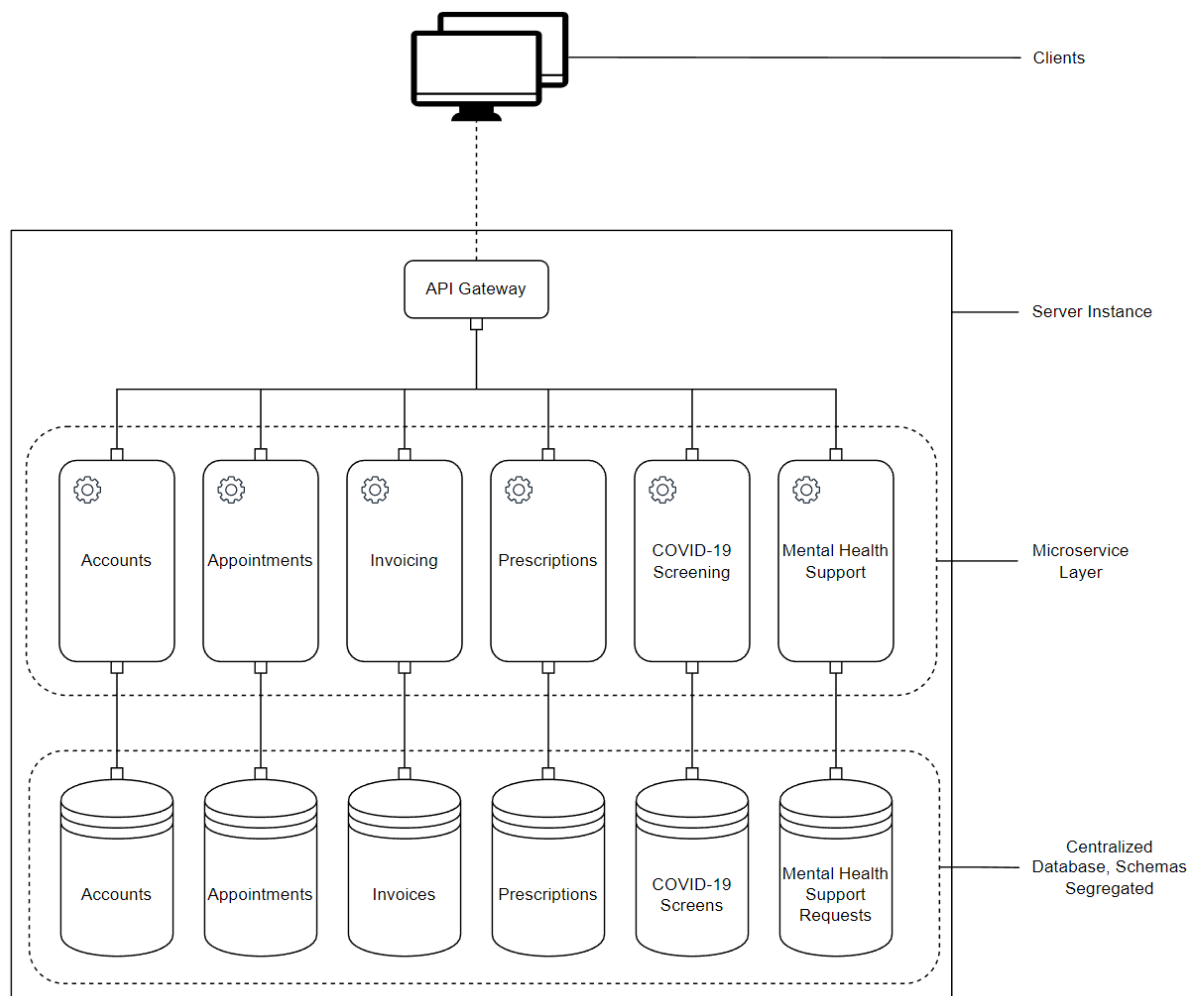 Clients
API Gateway
Server Instance
Accounts
Appointments
Invoicing
Prescriptions
COVID-19
Screening
Mental Health
Support
Microservice
Layer
Accounts
Appointments
Invoices
Prescriptions
COVID-19
Screens
Mental Health
Support
Requests
Centralized
Database, Schemas
Segregated